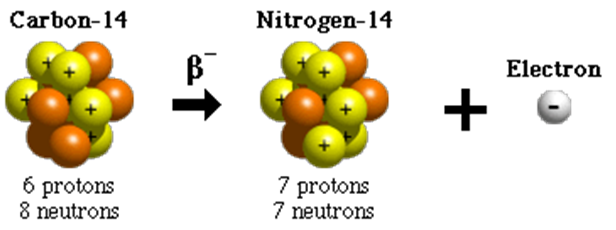 Carbon-14
6 protons
8 neutrons
β⁻
Nitrogen-14
7 protons
7 neutrons
+
Electron
-